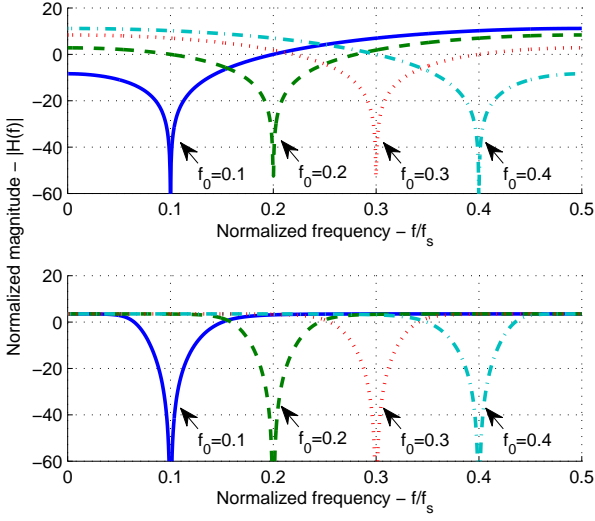 Normalized magnitude − |H(f)|
20
0
−20
−40
−60
f0=0.1
f0=0.2
f0=0.3
f0=0.4
0 0.1 0.2 0.3 0.4 0.5
Normalized frequency − f/fs
20
0
−20
−40
−60
f0=0.1
f0=0.2
f0=0.3
f0=0.4
0 0.1 0.2 0.3 0.4 0.5
Normalized frequency − f/fs